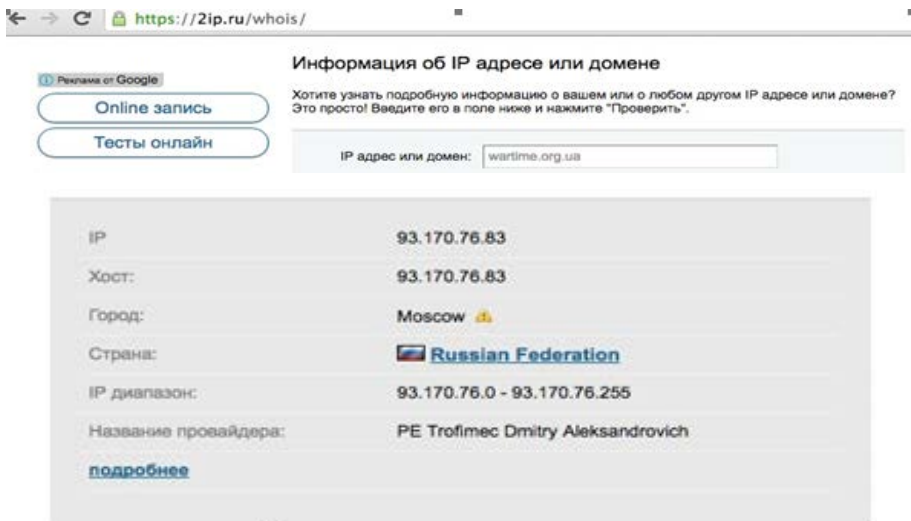 https://2ip.ru/whois/
Реклама от Google
Online запись
Тесты онлайн
Информация об IP адресе или домене
Хотите узнать подробную информацию о вашем или о любом другом IP адресе или домене?
Это просто! Введите его в поле ниже и нажмите "Проверить".
IP адрес или домен: wartime.org.ua
IP 93.170.76.83
Хост: 93.170.76.83
Город: Moscow
Страна: Russian Federation
IP диапазон: 93.170.76.0 - 93.170.76.255
Название провайдера: PE Trofimec Dmitry Aleksandrovich
подробнее